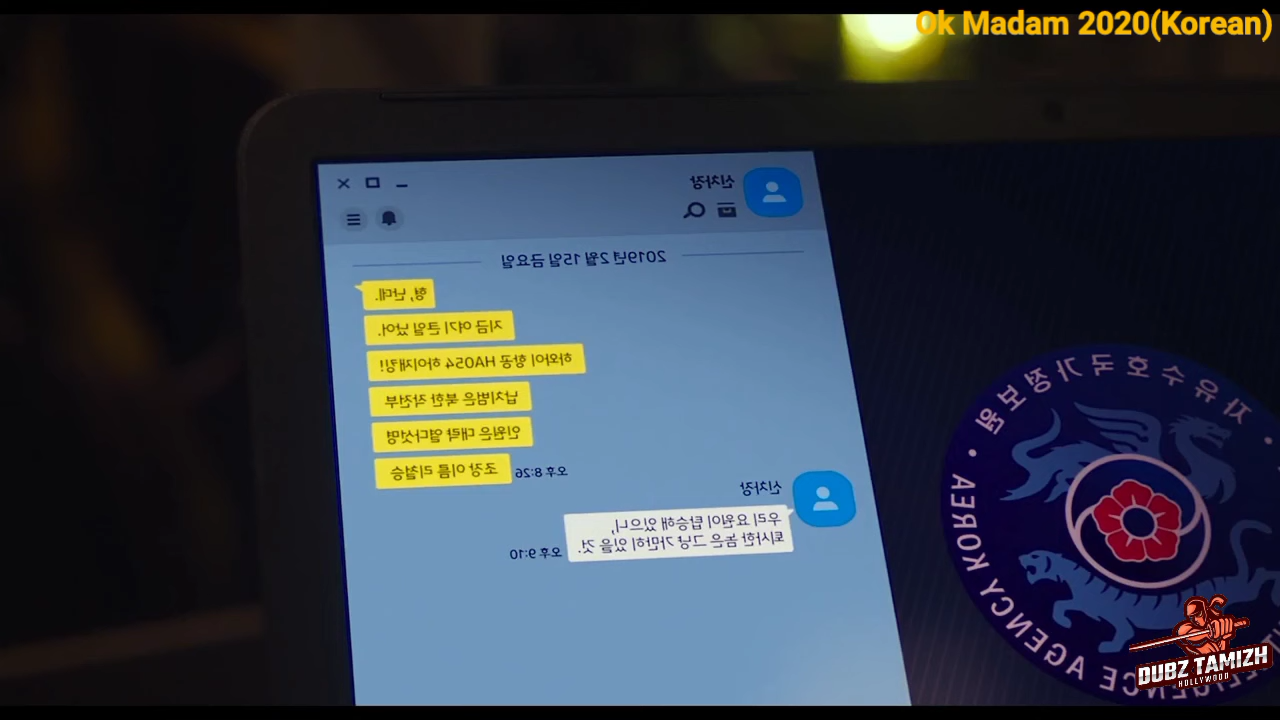 Ok Madam 2020(Korean)
신차장
2019년 2월 15일 금요일
형, 난데.
지금 여기 큰일 났어.
하와이 항공 HA054 하이재킹!!
납치범은 북한 작전부
인원은 대략 열다섯명
조장 이름 리철승
오후 8:26
신차장
우리 요원이 탑승해 있으니,
퇴사한 놈은 그냥 가만히 있을 것.
오후 9:10
자유수호 국가정보원
AGENCY KOREA
DUBZ TAMIZH
HOLLYWOOD